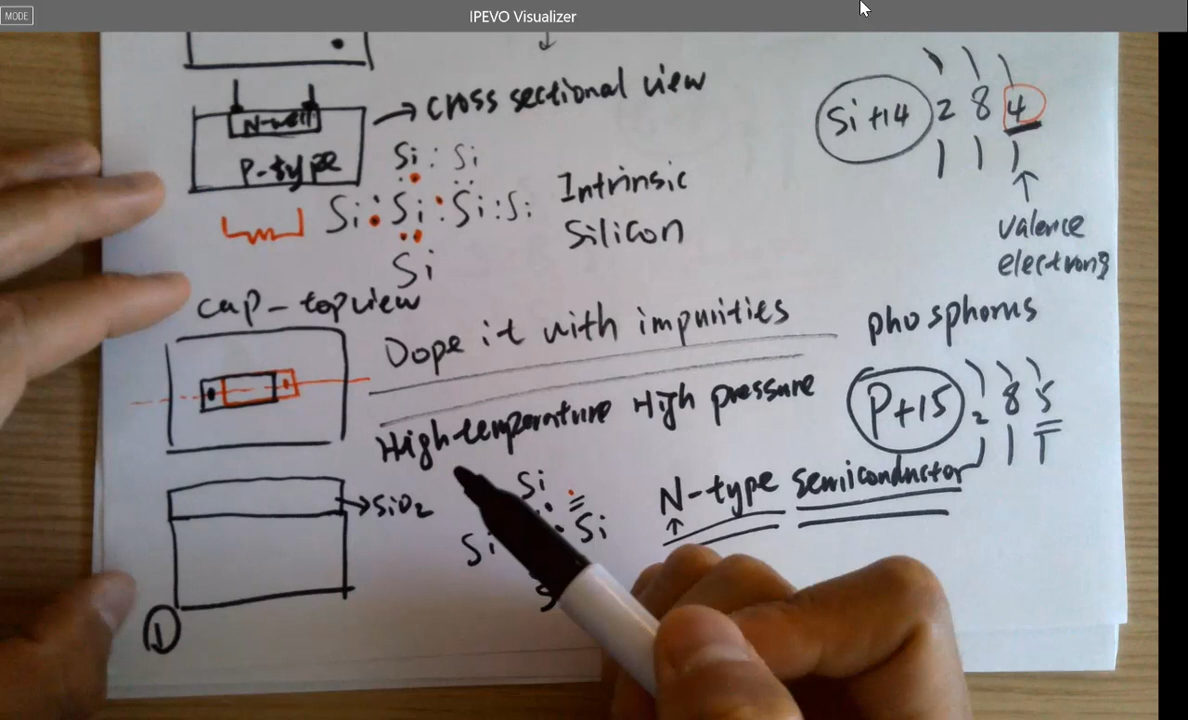 MODE
IPEVO Visualizer
N-well
P-type
cross sectional view
Si : Si
Si : Si : Si : Si
Si
Intrinsic
Silicon
Si +14 2 8 4
valence
electrons
cap - topview
Dope it with impurities
High-temperature High pressure
phosphorus
P+15 2 8 5
SiO2
Si
Si Si
N-type semiconductor
1